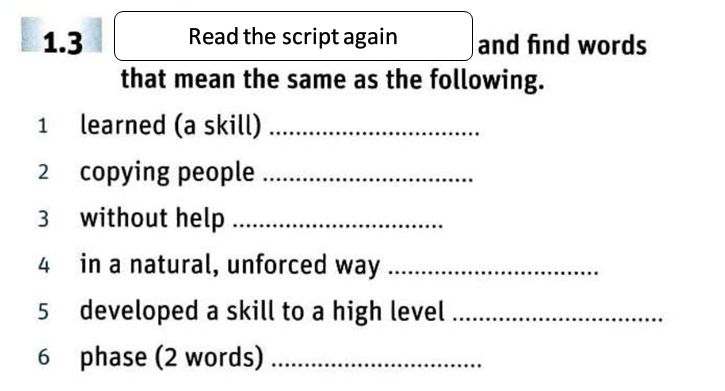 1.3 Read the script again and find words
that mean the same as the following.
1 learned (a skill) ................................
2 copying people ................................
3 without help ................................
4 in a natural, unforced way ................................
5 developed a skill to a high level ................................
6 phase (2 words) ................................